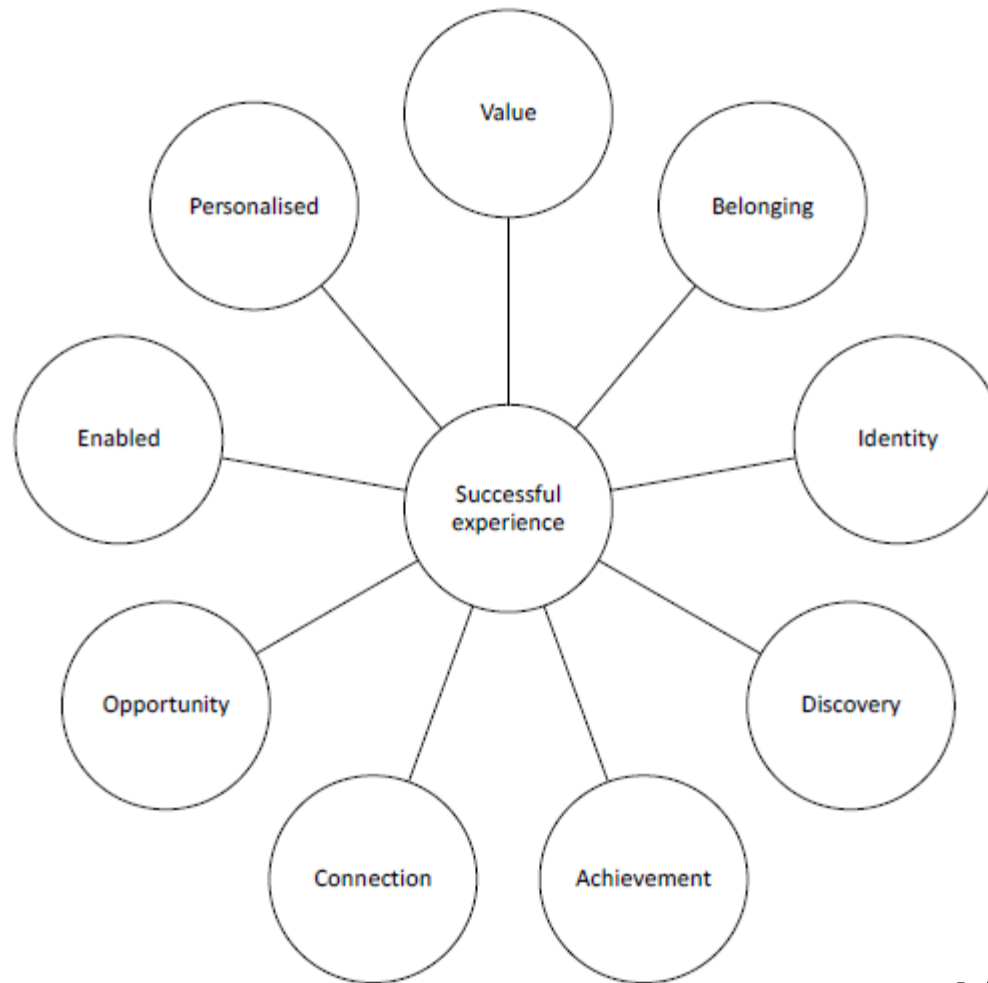 Value
Personalised
Belonging
Enabled
Identity
Successful
experience
Opportunity
Discovery
Connection
Achievement